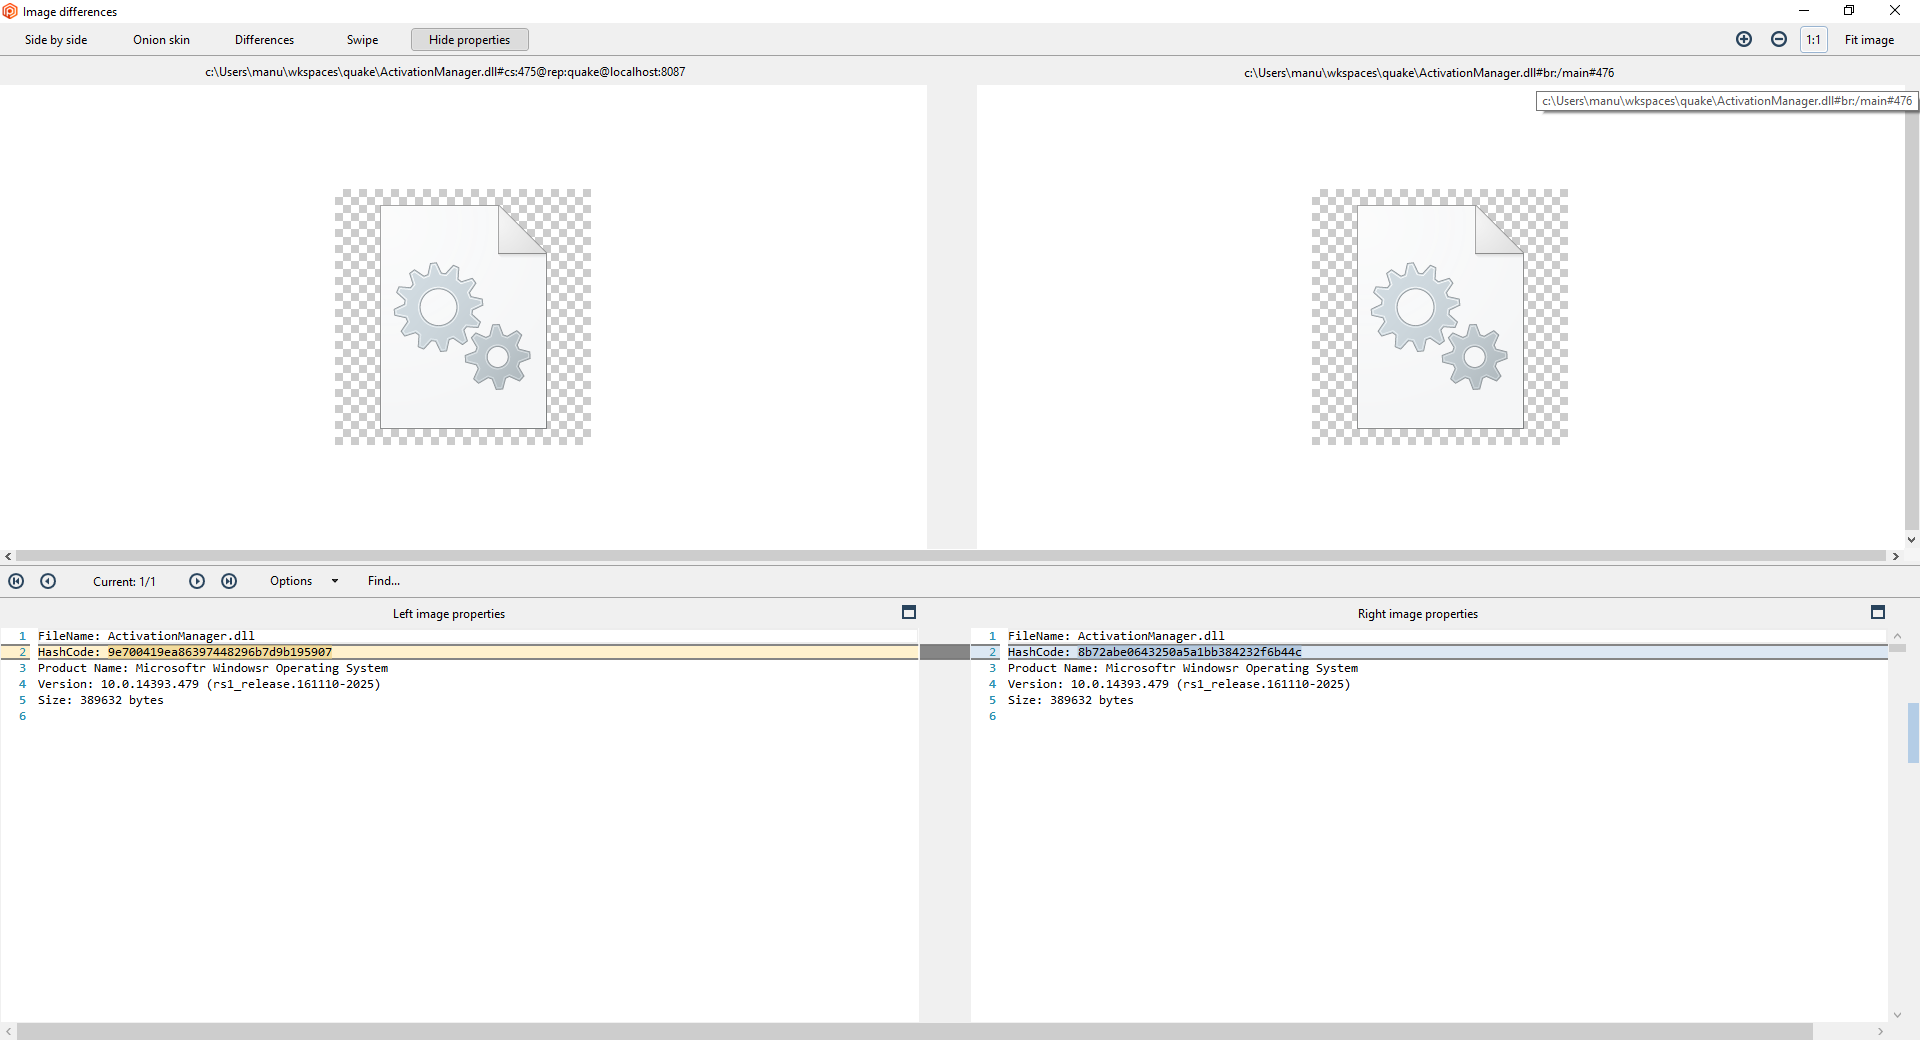 Image differences
Side by side Onion skin Differences Swipe Hide properties 1:1 Fit image
c:\Users\manu\wkspaces\quake\ActivationManager.dll#cs:475@rep:quake@localhost:8087 c:\Users\manu\wkspaces\quake\ActivationManager.dll#br:/main#476
c:\Users\manu\wkspaces\quake\ActivationManager.dll#br:/main#476
Current: 1/1 Options Find...
Left image properties
1 FileName: ActivationManager.dll
2 HashCode: 9e700419ea86397448296b7d9b195907
3 Product Name: Microsoftr Windowsr Operating System
4 Version: 10.0.14393.479 (rs1_release.161110-2025)
5 Size: 389632 bytes
6
Right image properties
1 FileName: ActivationManager.dll
2 HashCode: 8b72abe0643250a5a1bb384232f6b44c
3 Product Name: Microsoftr Windowsr Operating System
4 Version: 10.0.14393.479 (rs1_release.161110-2025)
5 Size: 389632 bytes
6